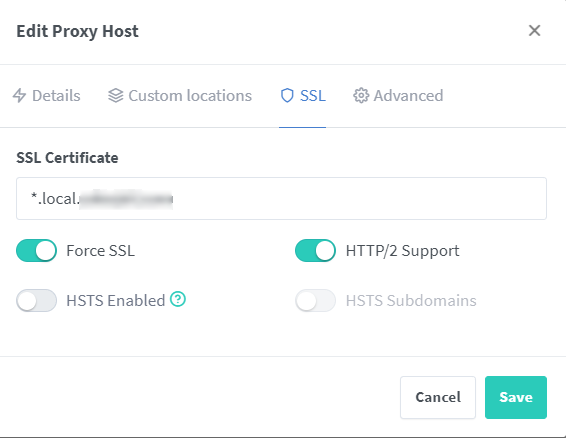 Edit Proxy Host
Details Custom locations SSL Advanced
SSL Certificate
*.local.
Force SSL HTTP/2 Support
HSTS Enabled ? HSTS Subdomains
Cancel Save